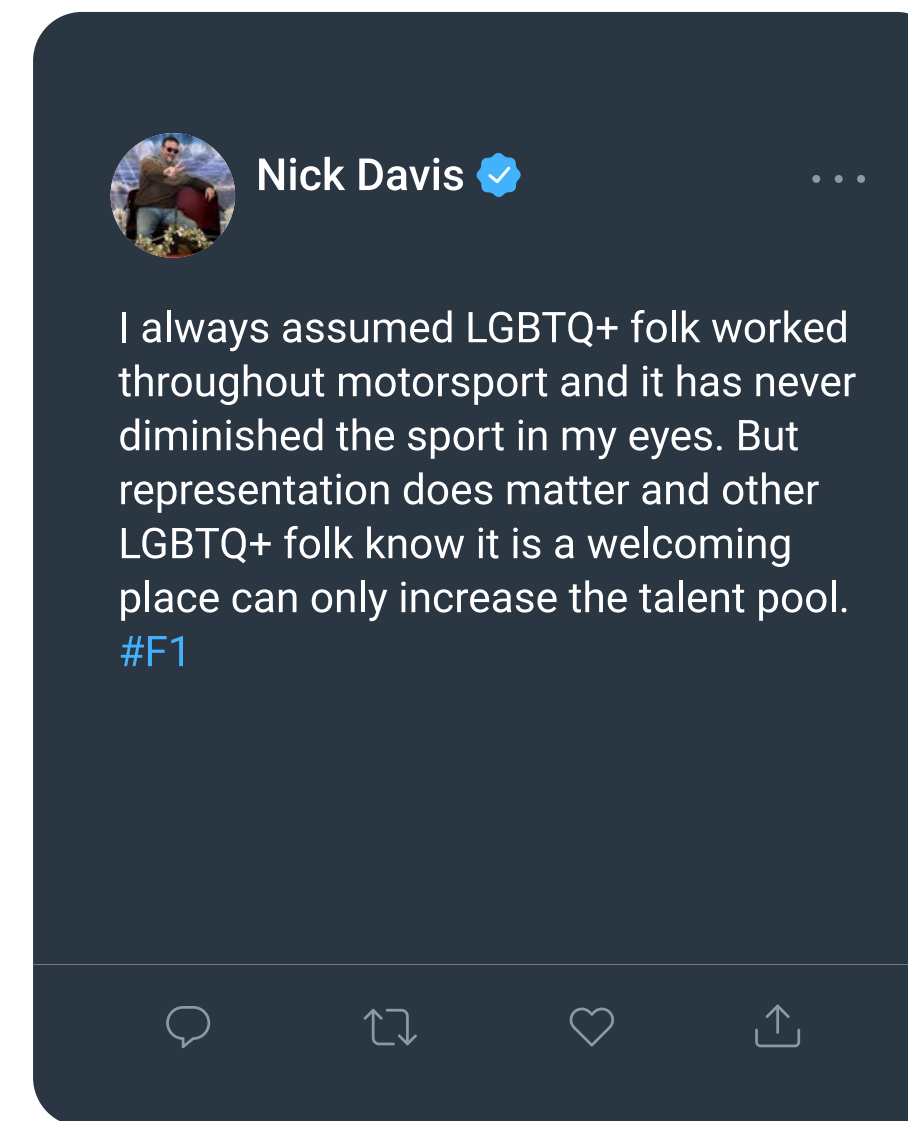 Nick Davis
I always assumed LGBTQ+ folk worked
throughout motorsport and it has never
diminished the sport in my eyes. But
representation does matter and other
LGBTQ+ folk know it is a welcoming
place can only increase the talent pool.
#F1